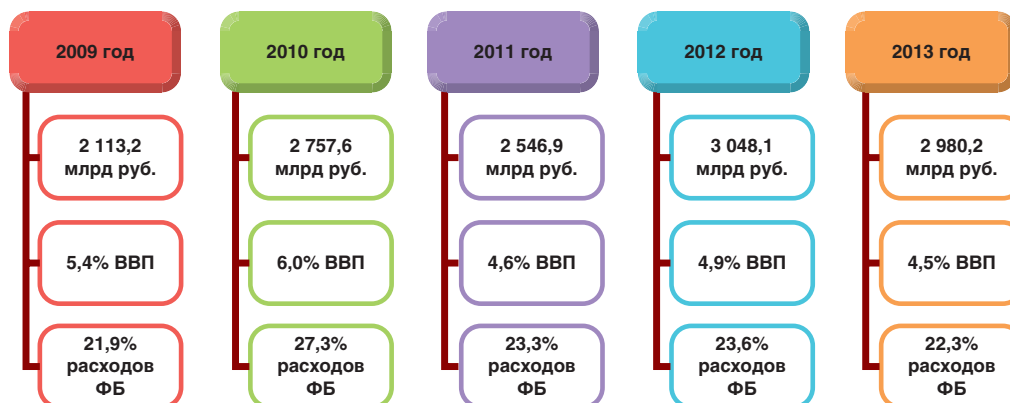 2009 год
2 113,2
млрд руб.
5,4% ВВП
21,9%
расходов
ФБ
2010 год
2 757,6
млрд руб.
6,0% ВВП
27,3%
расходов
ФБ
2011 год
2 546,9
млрд руб.
4,6% ВВП
23,3%
расходов
ФБ
2012 год
3 048,1
млрд руб.
4,9% ВВП
23,6%
расходов
ФБ
2013 год
2 980,2
млрд руб.
4,5% ВВП
22,3%
расходов
ФБ